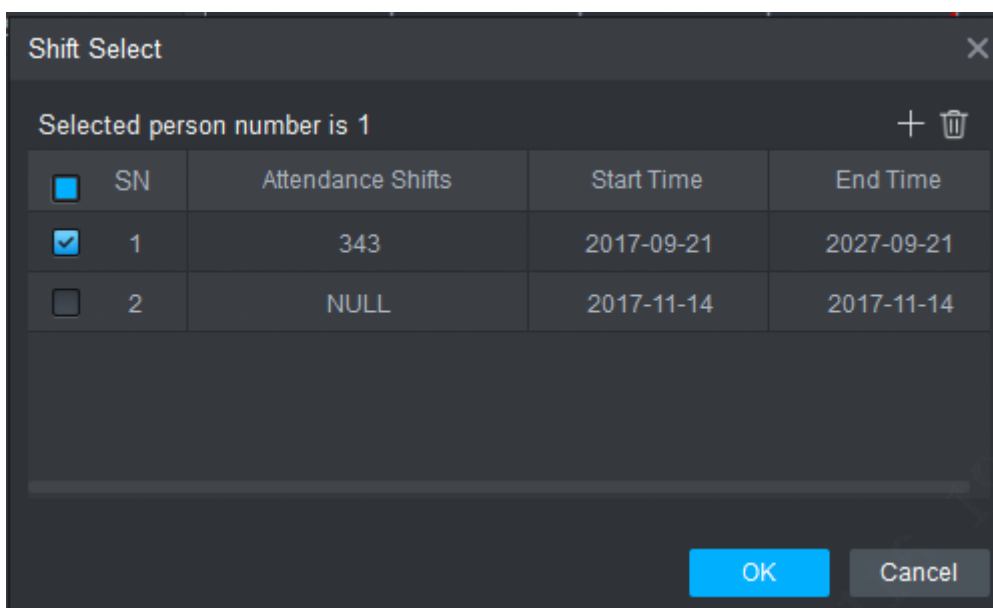 Shift Select
Selected person number is 1
SN Attendance Shifts Start Time End Time
1 343 2017-09-21 2027-09-21
2 NULL 2017-11-14 2017-11-14
OK Cancel